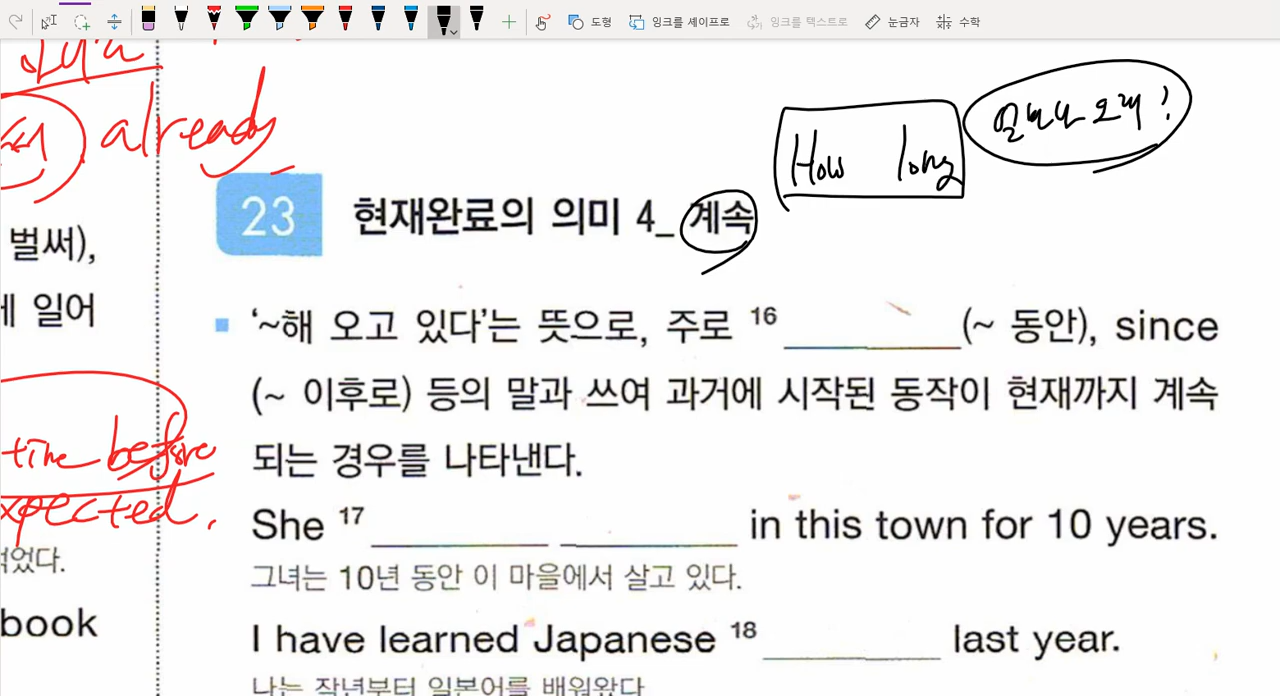 도형
잉크를 셰이프로
잉크를 텍스트로
눈금자
수학
already
How long
얼마나 오래!
23 현재완료의 의미 4_ 계속
벌써),
일어
'~해 오고 있다'는 뜻으로, 주로 16 ________(~ 동안), since
(~ 이후로) 등의 말과 쓰여 과거에 시작된 동작이 현재까지 계속
되는 경우를 나타낸다.
time before
expected.
She 17 ________ ________ in this town for 10 years.
그녀는 10년 동안 이 마을에서 살고 있다.
book
I have learned Japanese 18 ________ last year.
나는 작년부터 일본어를 배워왔다